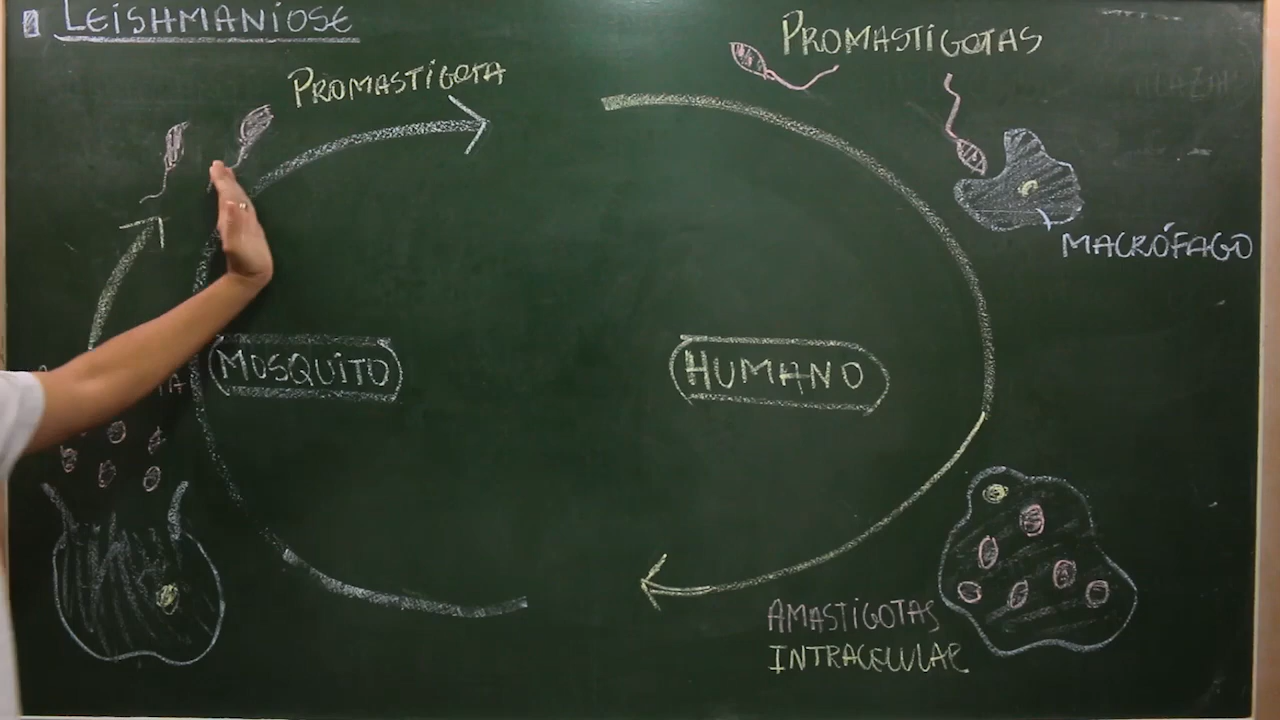 LEISHMANIOSE
PROMASTIGOTA
PROMASTIGOTAS
MACRÓFAGO
MOSQUITO
HUMANO
AMASTIGOTAS
INTRACELULAR